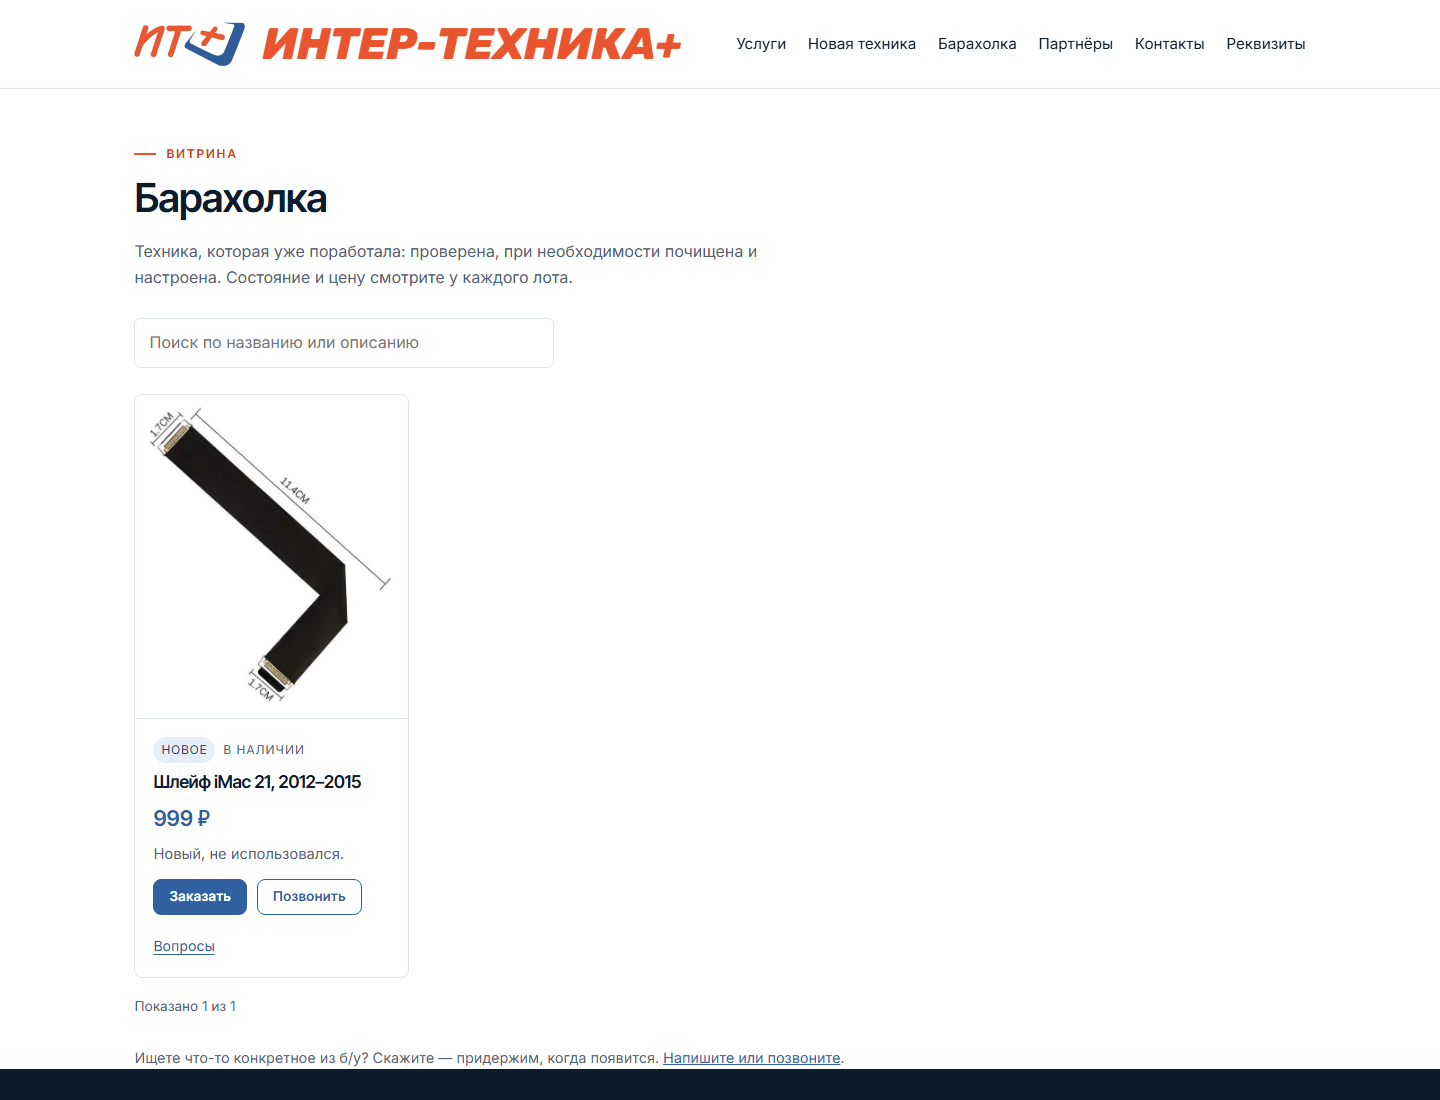 ИТ+ ИНТЕР-ТЕХНИКА+
Услуги Новая техника Барахолка Партнёры Контакты Реквизиты
ВИТРИНА
Барахолка
Техника, которая уже поработала: проверена, при необходимости почищена и
настроена. Состояние и цену смотрите у каждого лота.
Поиск по названию или описанию
1.7CM
11.4CM
1.7CM
НОВОЕ В НАЛИЧИИ
Шлейф iMac 21, 2012–2015
999 ₽
Новый, не использовался.
Заказать Позвонить
Вопросы
Показано 1 из 1
Ищете что-то конкретное из б/у? Скажите — придержим, когда появится. Напишите или позвоните.